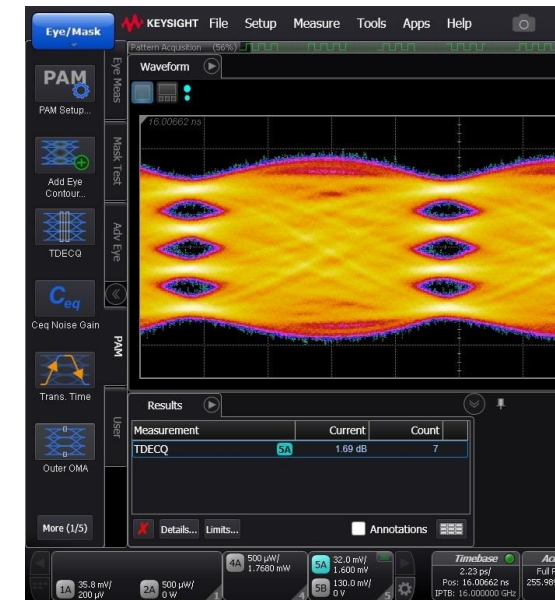 Eye/Mask
KEYSIGHT File Setup Measure Tools Apps Help
Pattern Acquisition (56%)
Eye Meas
Mask Test
Adv Eye
PAM
User
PAM
PAM Setup...
Add Eye
Contour...
TDECQ
Ceq
Ceq Noise Gain
Trans. Time
Outer OMA
More (1/5)
Waveform
16.00662 ns
Results
Measurement Current Count
TDECQ 5A 1.69 dB 7
Details... Limits... Annotations
1A 35.8 mV/
200 µV
2A 500 µW/
0 W
1
4A 500 µW/
1.7680 mW
4
5A 32.0 mV/
1.600 mV
5B 130.0 mV/
0 V
5
Timebase
2.23 ps/
Pos: 16.00662 ns
IPTB: 16.000000 GHz
Full